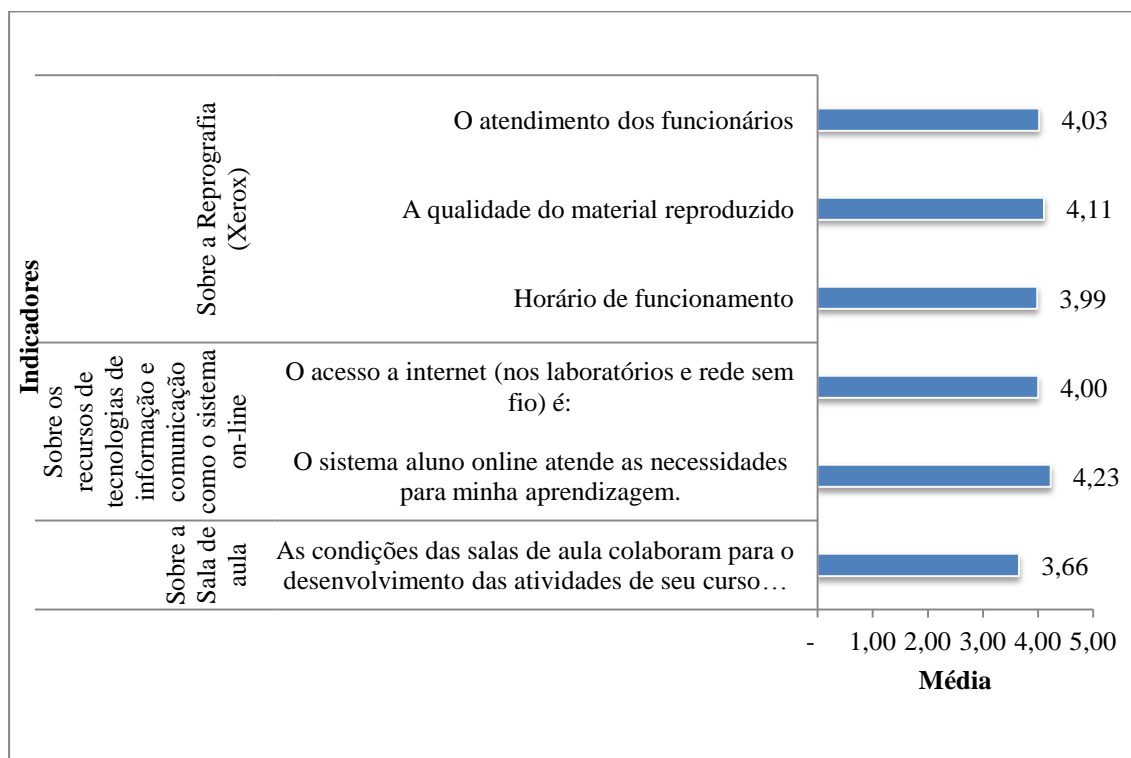 Indicadores
Sobre a Reprografia
(Xerox)
O atendimento dos funcionários
4,03
A qualidade do material reproduzido
4,11
Horário de funcionamento
3,99
Sobre os
recursos de
tecnologias de
informação e
comunicação
como o sistema
on-line
O acesso a internet (nos laboratórios e rede sem
fio) é:
4,00
O sistema aluno online atende as necessidades
para minha aprendizagem.
4,23
Sobre a
Sala de
aula
As condições das salas de aula colaboram para o
desenvolvimento das atividades de seu curso…
3,66
- 1,00 2,00 3,00 4,00 5,00
Média